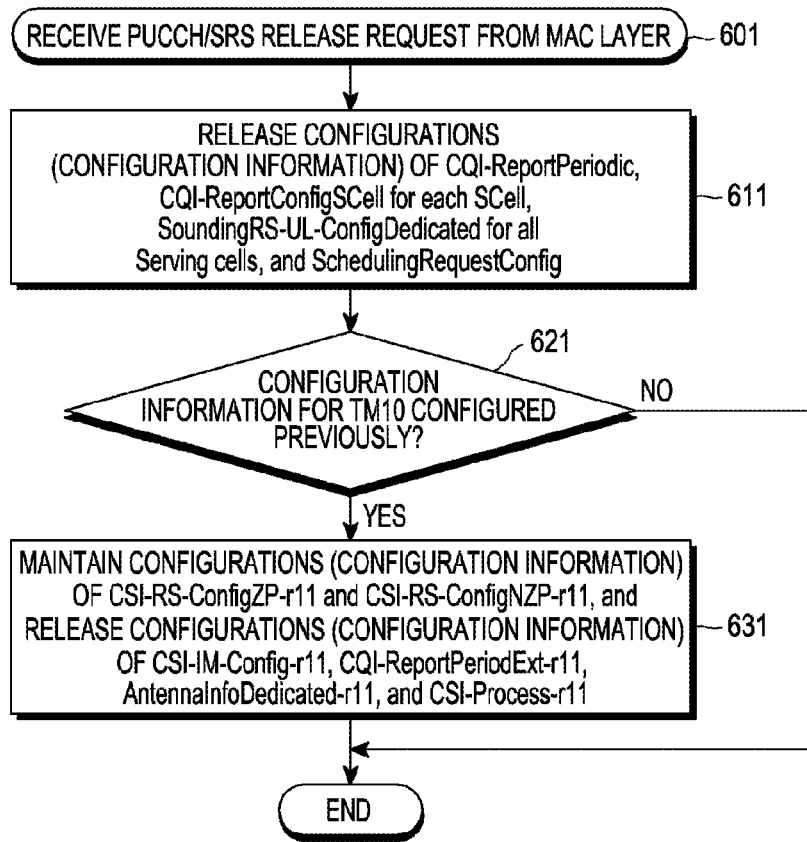 RECEIVE PUCCH/SRS RELEASE REQUEST FROM MAC LAYER
601
RELEASE CONFIGURATIONS
(CONFIGURATION INFORMATION) OF CQI-ReportPeriodic,
CQI-ReportConfigSCell for each SCell,
SoundingRS-UL-ConfigDedicated for all
Serving cells, and SchedulingRequestConfig
611
621
CONFIGURATION
INFORMATION FOR TM10 CONFIGURED
PREVIOUSLY?
NO
YES
MAINTAIN CONFIGURATIONS (CONFIGURATION INFORMATION)
OF CSI-RS-ConfigZP-r11 and CSI-RS-ConfigNZP-r11, and
RELEASE CONFIGURATIONS (CONFIGURATION INFORMATION)
OF CSI-IM-Config-r11, CQI-ReportPeriodExt-r11,
AntennaInfoDedicated-r11, and CSI-Process-r11
631
END